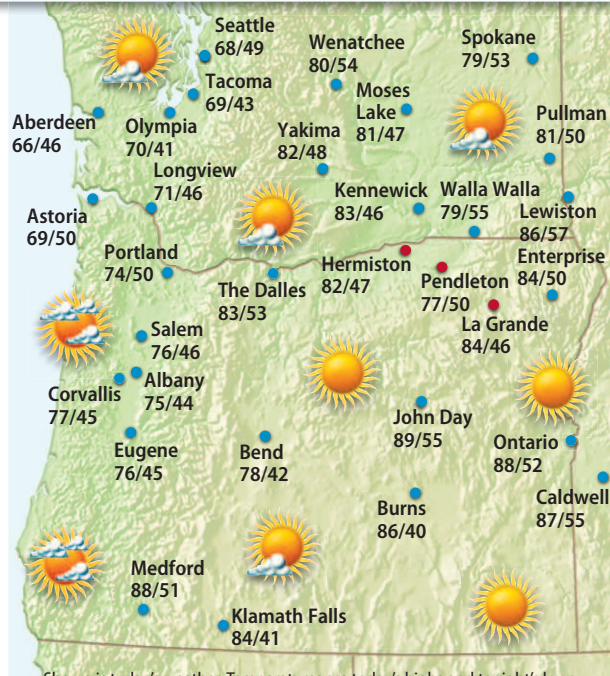 Seattle
68/49
Wenatchee
80/54
Spokane
79/53
Tacoma
69/43
Moses
Lake
81/47
Aberdeen
66/46
Olympia
70/41
Yakima
82/48
Pullman
81/50
Longview
71/46
Kennewick
83/46
Walla Walla
79/55
Lewiston
86/57
Astoria
69/50
Portland
74/50
The Dalles
83/53
Hermiston
82/47
Pendleton
77/50
Enterprise
84/50
La Grande
84/46
Salem
76/46
Albany
75/44
Corvallis
77/45
Eugene
76/45
Bend
78/42
John Day
89/55
Ontario
88/52
Caldwell
87/55
Burns
86/40
Medford
88/51
Klamath Falls
84/41